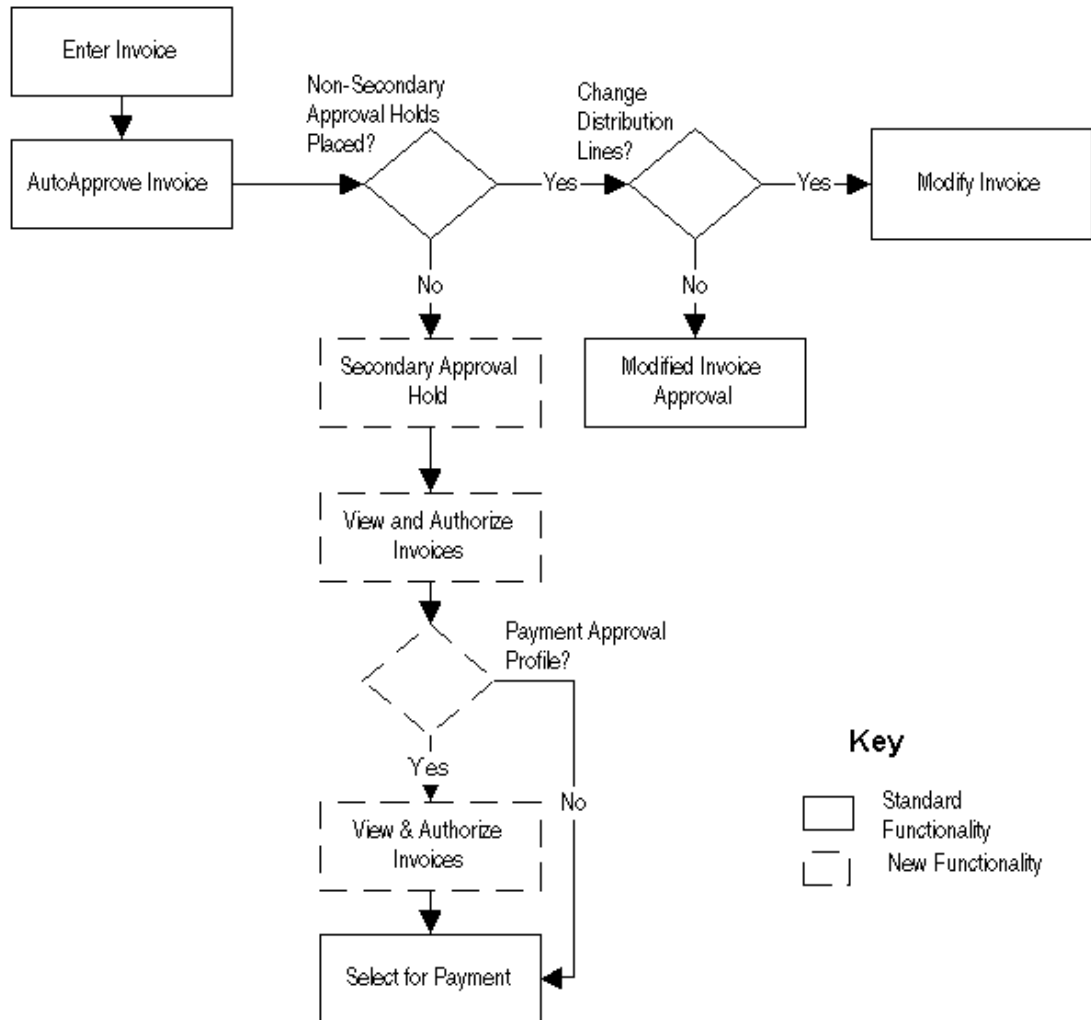 Enter Invoice
Non-Secondary
Approval Holds
Placed?
Change
Distribution
Lines?
AutoApprove Invoice
Yes
Yes
Modify Invoice
No
No
Secondary Approval
Hold
Modified Invoice
Approval
View and Authorize
Invoices
Payment Approval
Profile?
Yes
No
View & Authorize
Invoices
Select for Payment
Key
Standard
Functionality
New Functionality